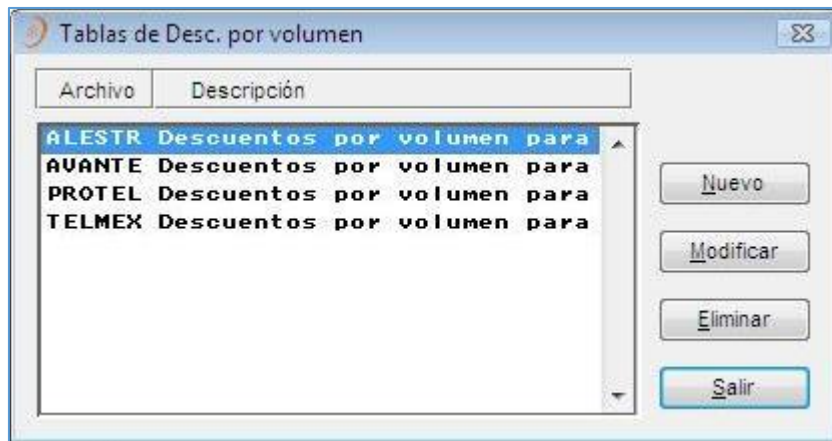 Tablas de Desc. por volumen
Archivo Descripción
ALESTR Descuentos por volumen para
AVANTE Descuentos por volumen para
PROTEL Descuentos por volumen para
TELMEX Descuentos por volumen para
Nuevo
Modificar
Eliminar
Salir